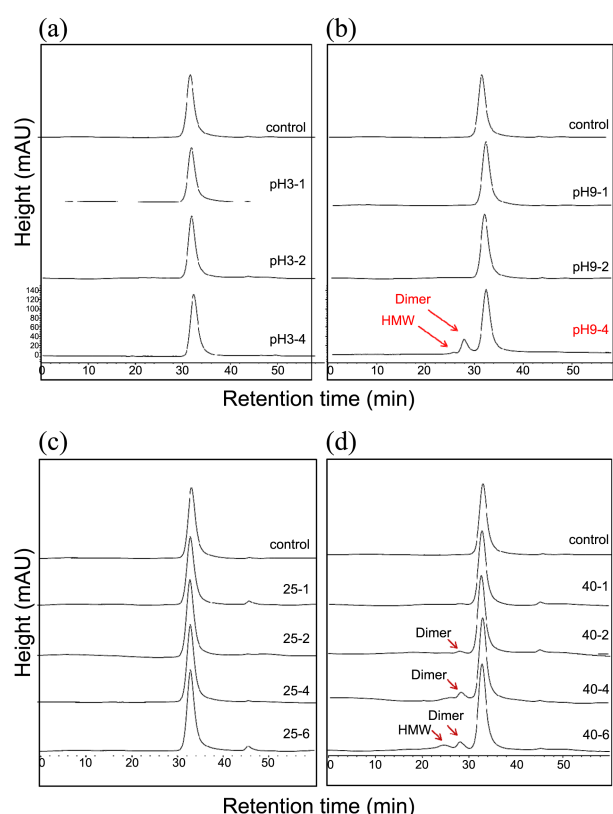 (a)
(b)
Height (mAU)
control
pH3-1
pH3-2
pH3-4
140
120
100
80
60
40
20
0
0 10 20 30 40 50
control
pH9-1
pH9-2
Dimer
HMW
pH9-4
0 10 20 30 40 50
Retention time (min)
(c)
(d)
Height (mAU)
control
25-1
25-2
25-4
25-6
0 10 20 30 40 50
control
40-1
Dimer
40-2
Dimer
40-4
Dimer
HMW
40-6
0 10 20 30 40 50
Retention time (min)